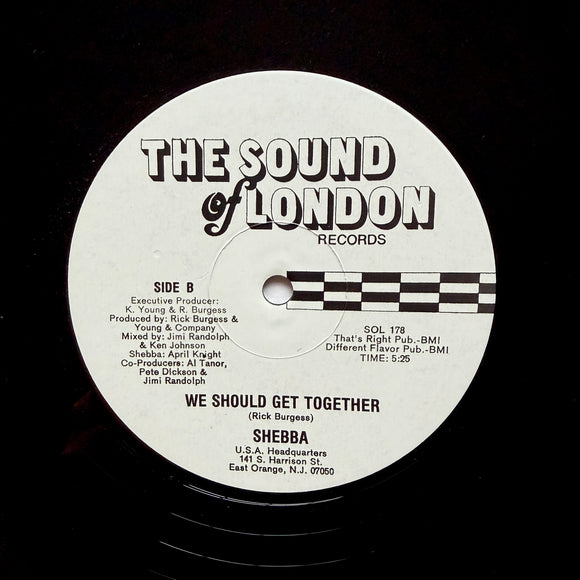 THE SOUND
of LONDON
RECORDS
SIDE B
Executive Producer:
K. Young & R. Burgess
Produced by: Rick Burgess &
Young & Company
Mixed by: Jimi Randolph
& Ken Johnson
Shebba: April Knight
Co-Producers: Al Tanor,
Pete Dickson &
Jimi Randolph
SOL 178
That's Right Pub.-BMI
Different Flavor Pub.-BMI
TIME: 5:25
WE SHOULD GET TOGETHER
(Rick Burgess)
SHEBBA
U.S.A. Headquarters
141 S. Harrison St.
East Orange, N.J. 07050